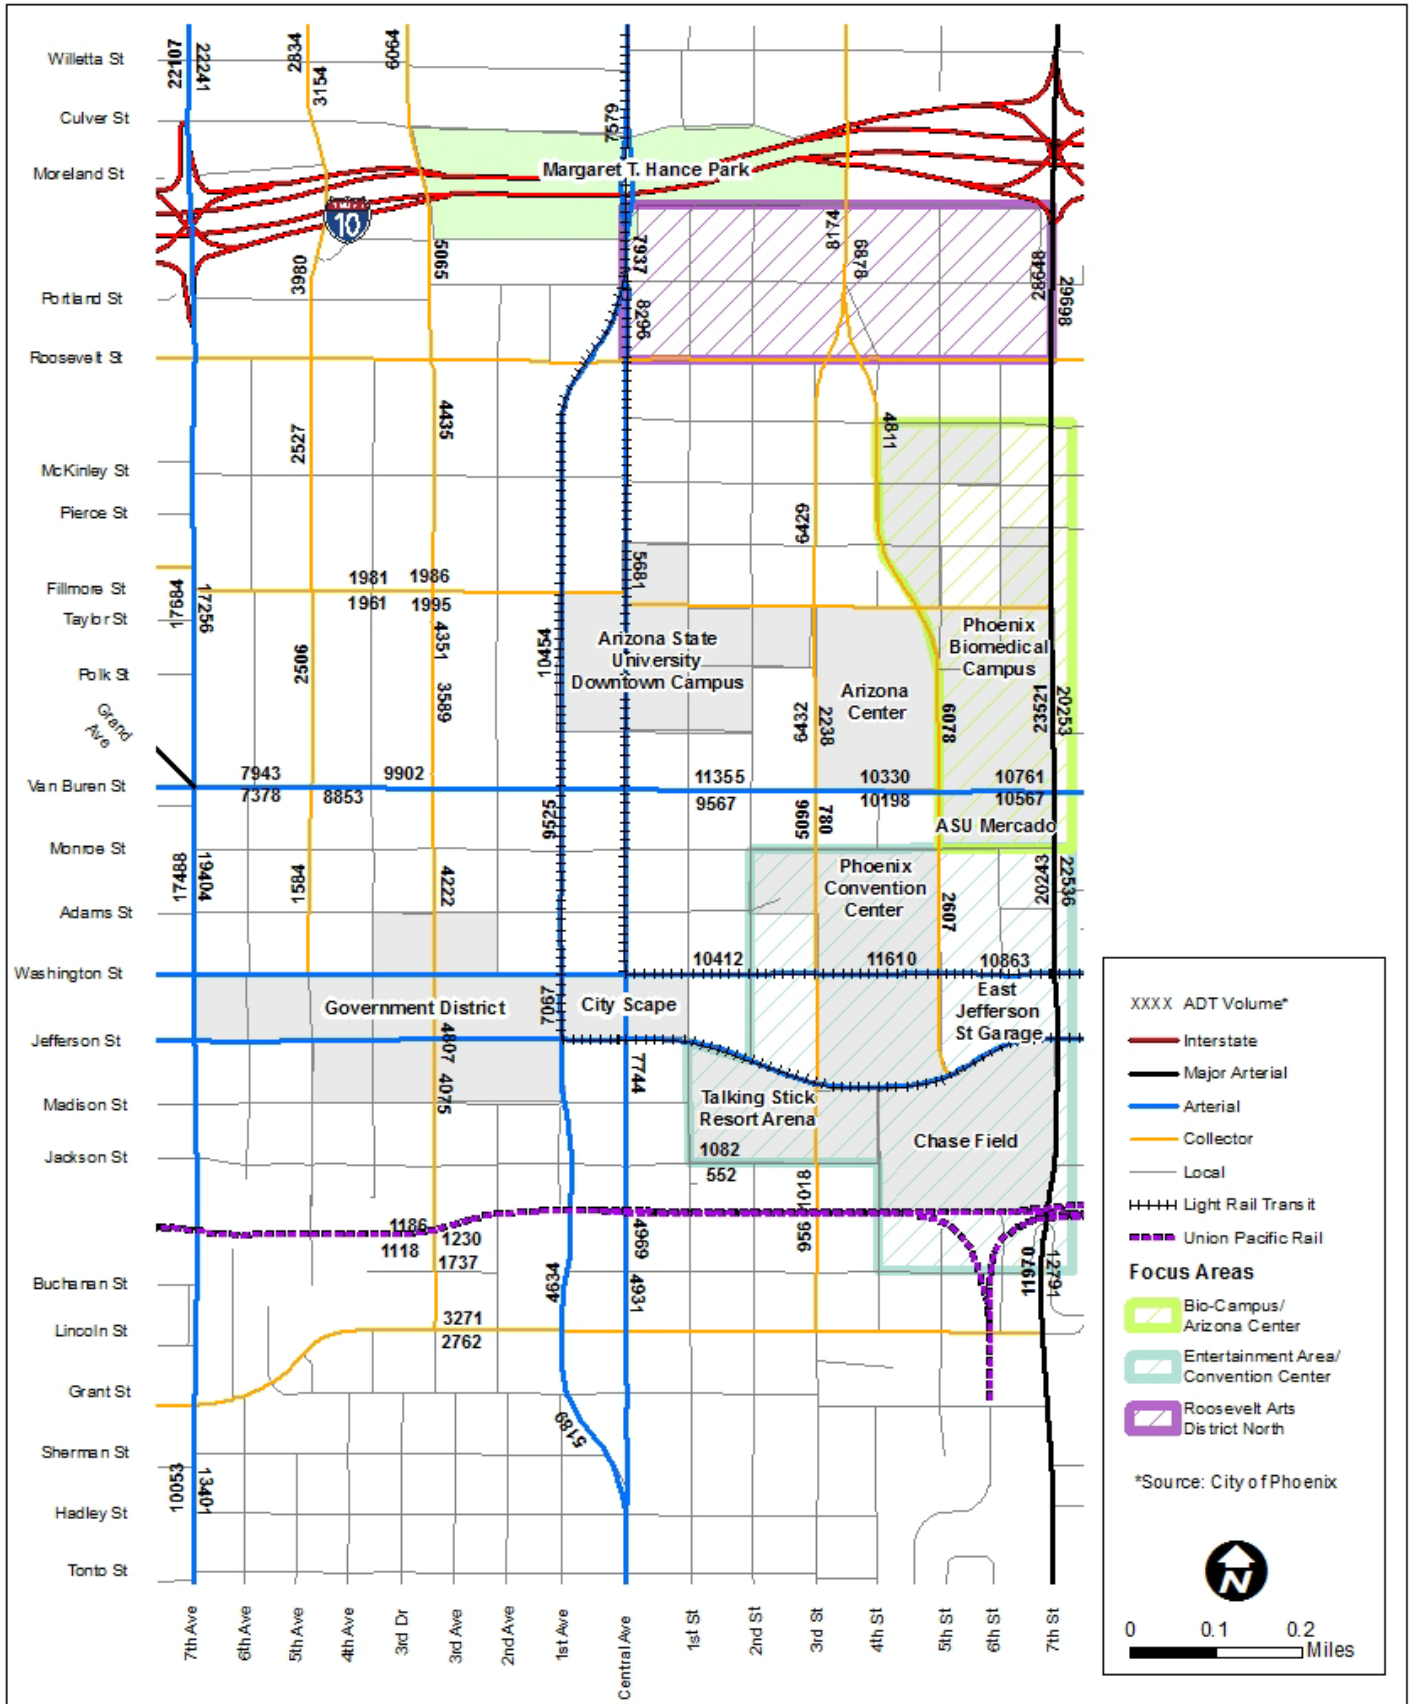 Willetta St
Culver St
Moreland St
Portland St
Roosevelt St
McKinley St
Pierce St
Fillmore St
Taylor St
Polk St
Grand
Ave
Van Buren St
Monroe St
Adams St
Washington St
Jefferson St
Madison St
Jackson St
Buchanan St
Lincoln St
Grant St
Sherman St
Hadley St
Tonto St
22107
22241
2834
3154
6064
7579
Margaret T. Hance Park
10
3980
5095
7937
8296
8174
9878
28648
29698
2527
4435
4811
6429
5681
1981
1986
1961
1995
17684
17256
2506
4351
3589
10454
Arizona State
University
Downtown Campus
Arizona
Center
Phoenix
Biomedical
Campus
6432
2238
6048
23521
20253
7943
9902
7378
8853
11355
10330
10761
9567
10198
10567
9525
5096
087
ASU Mercado
17488
19404
1584
4222
Phoenix
Convention
Center
2607
20243
22536
10412
11610
10863
Government District
City Scape
7067
East
Jefferson
St Garage
4807
4075
7744
Talking Stick
Resort Arena
Chase Field
1082
552
1018
956
1186
1230
1118
1737
4969
4931
4634
11970
12791
3271
2762
5189
10053
13401
7th Ave
6th Ave
5th Ave
4th Ave
3rd Dr
3rd Ave
2nd Ave
1st Ave
Central Ave
1st St
2nd St
3rd St
4th St
5th St
6th St
7th St
XXXX ADT Volume*
Interstate
Major Arterial
Arterial
Collector
Local
Light Rail Transit
Union Pacific Rail
Focus Areas
Bio-Campus/
Arizona Center
Entertainment Area/
Convention Center
Roosevelt Arts
District North
*Source: City of Phoenix
N
0 0.1 0.2
Miles